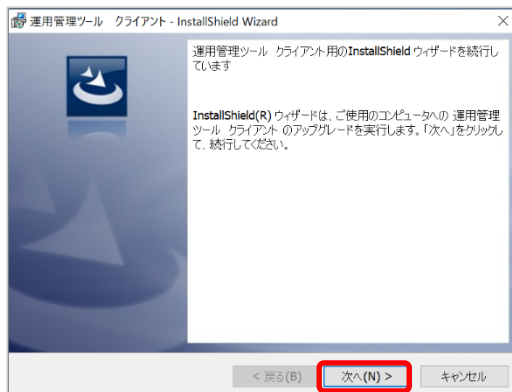 運用管理ツール　クライアント - InstallShield Wizard
運用管理ツール　クライアント用のInstallShield ウィザードを続行し
ています
InstallShield(R) ウィザードは、ご使用のコンピュータへの 運用管理
ツール　クライアント のアップグレードを実行します。「次へ」をクリックし
て、続行してください。
< 戻る(B)
次へ(N) >
キャンセル